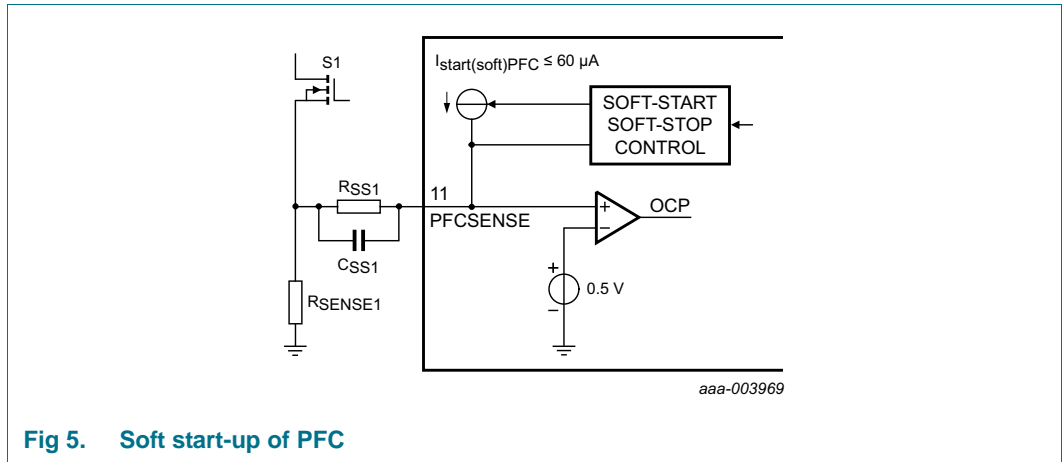 S1
Istart(soft)PFC ≤ 60 μA
SOFT-START
SOFT-STOP
CONTROL
RSS1
11
PFCSENSE
CSS1
+
−
OCP
RSENSE1
+
−
0.5 V
aaa-003969
Fig 5. Soft start-up of PFC